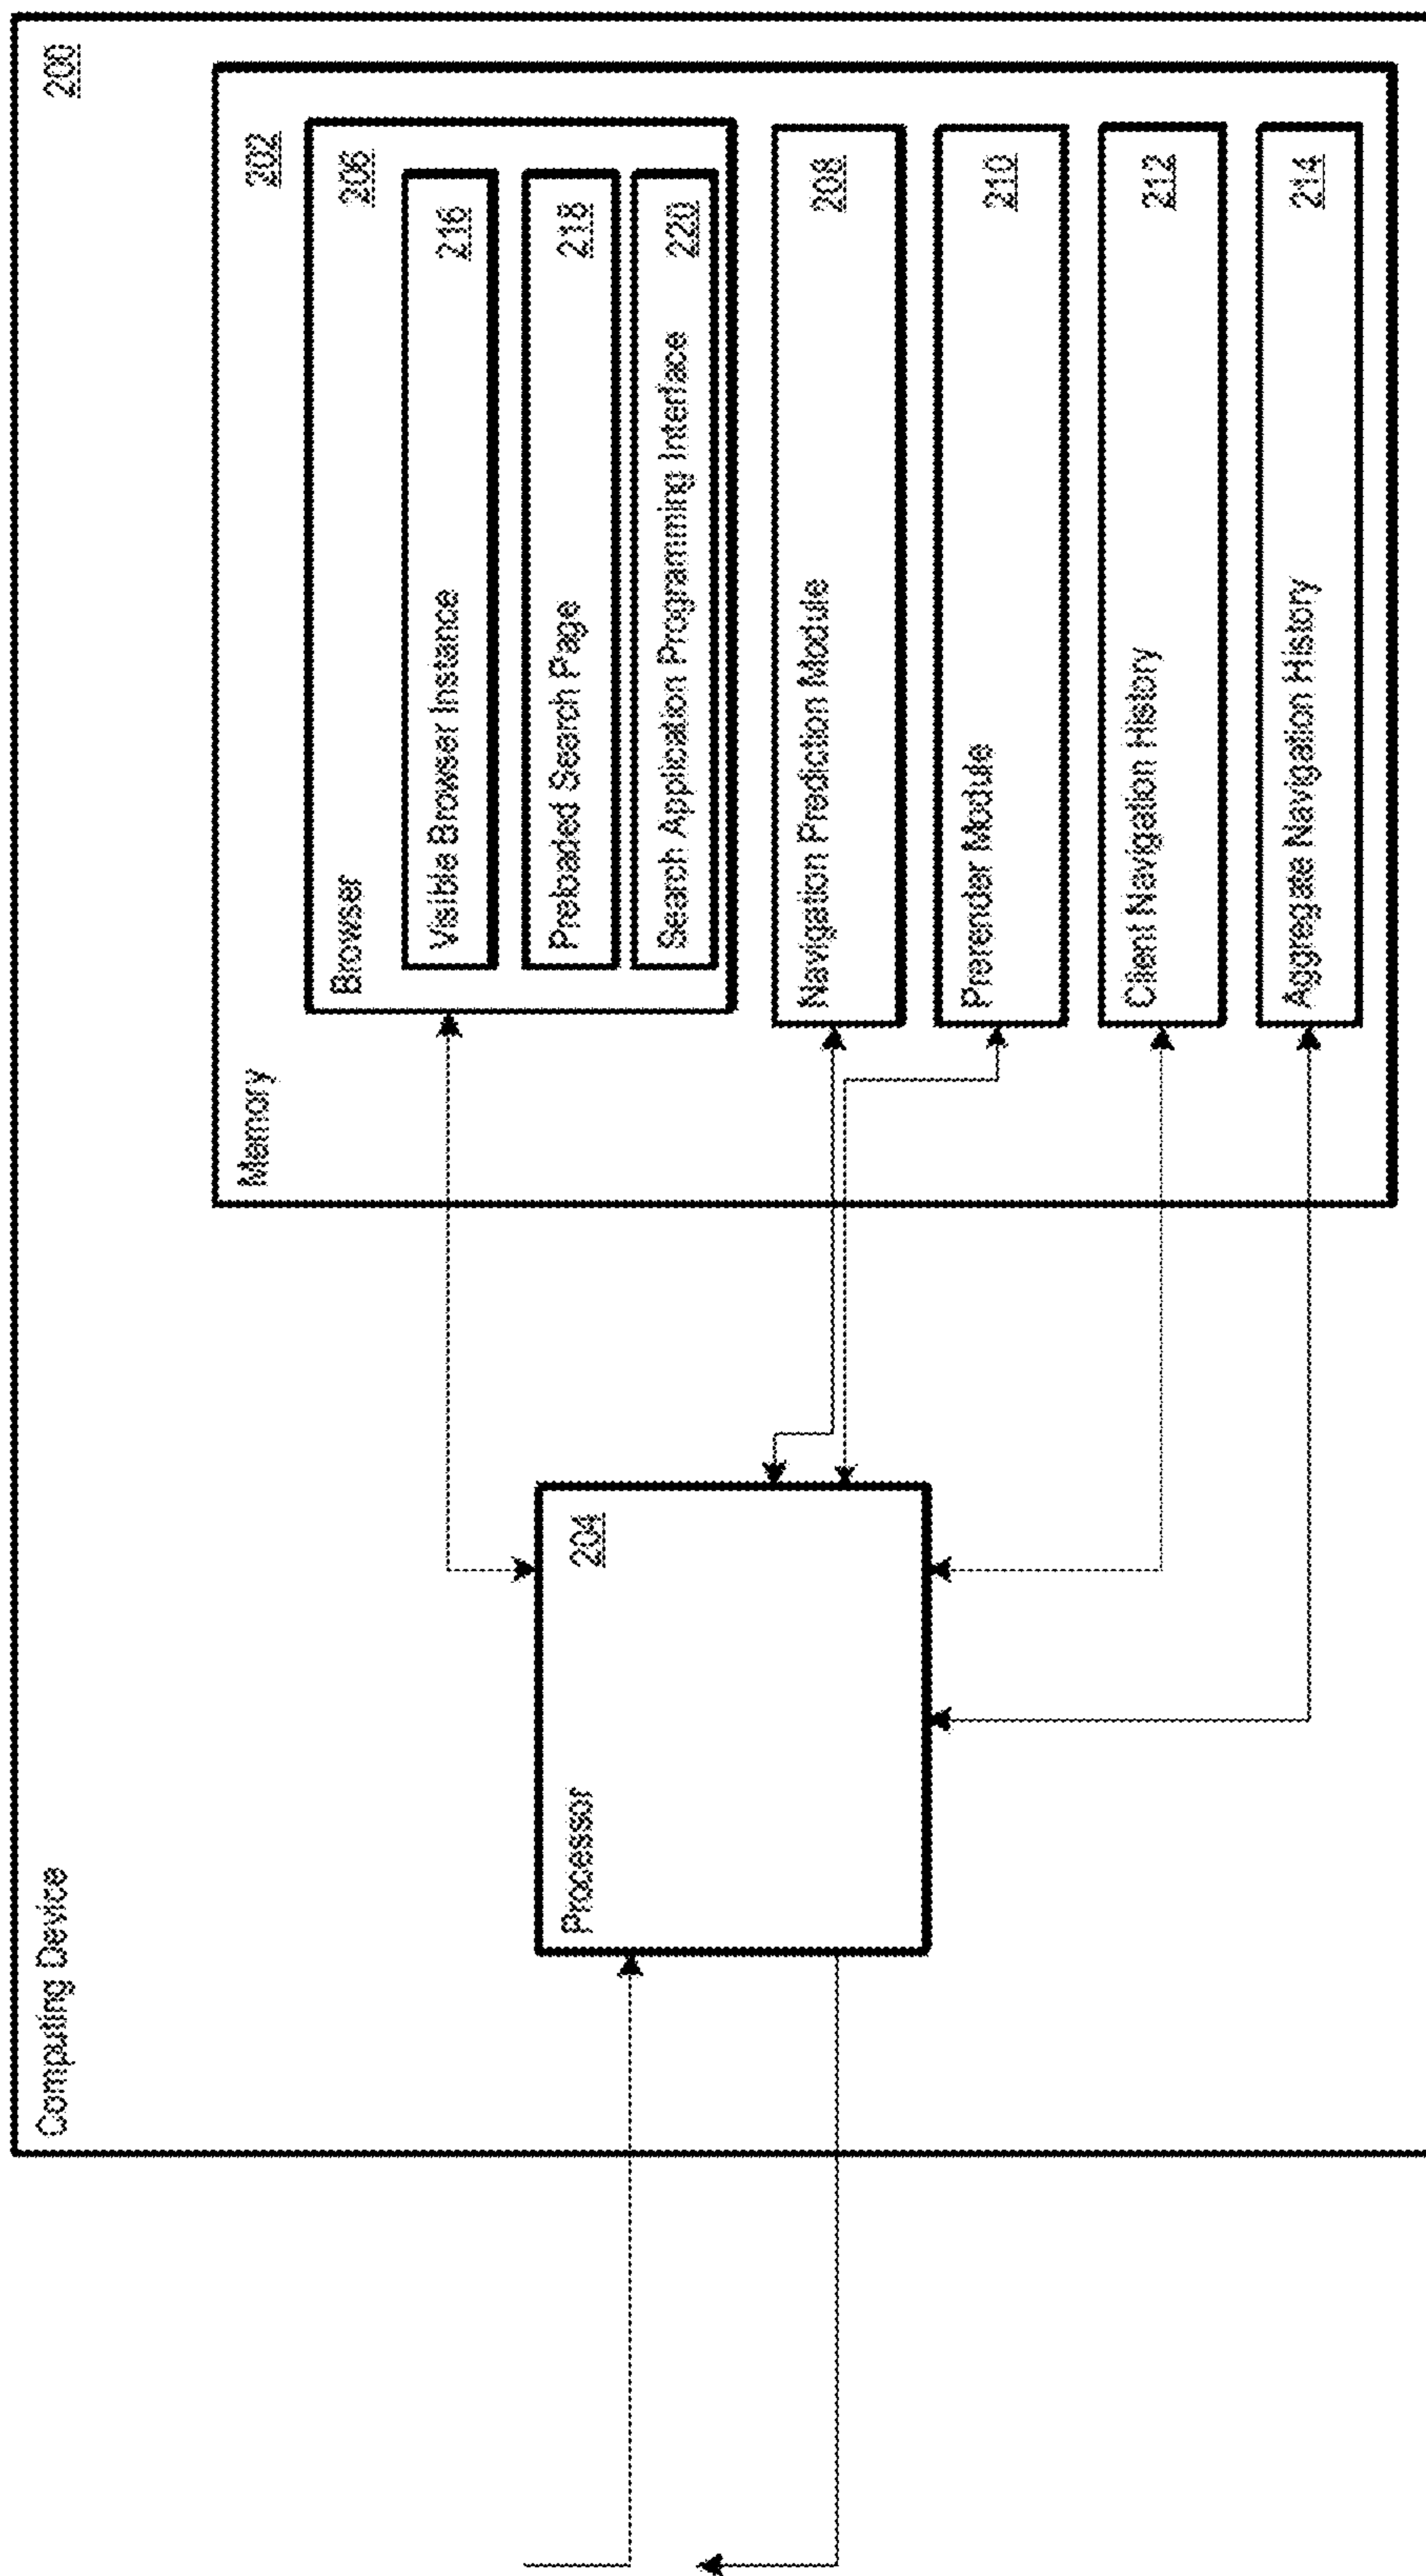 Computing Device 200
Memory 202
Browser 206
Visible Browser Instance 216
Preloaded Search Page 218
Search Application Programming Interface 220
Processor 204
Navigation Prediction Module 208
Prerender Module 210
Client Navigation History 212
Aggregate Navigation History 214